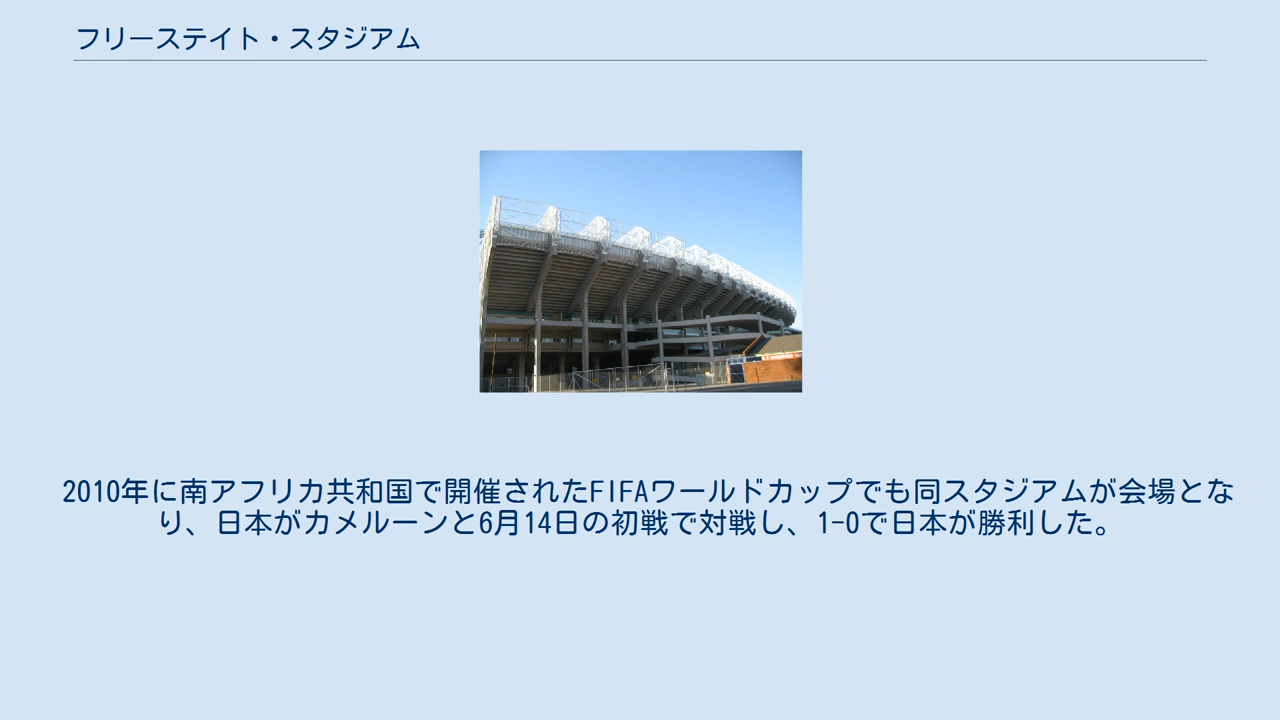 フリーステイト・スタジアム
2010年に南アフリカ共和国で開催されたFIFAワールドカップでも同スタジアムが会場とな
り、日本がカメルーンと6月14日の初戦で対戦し、1-0で日本が勝利した。